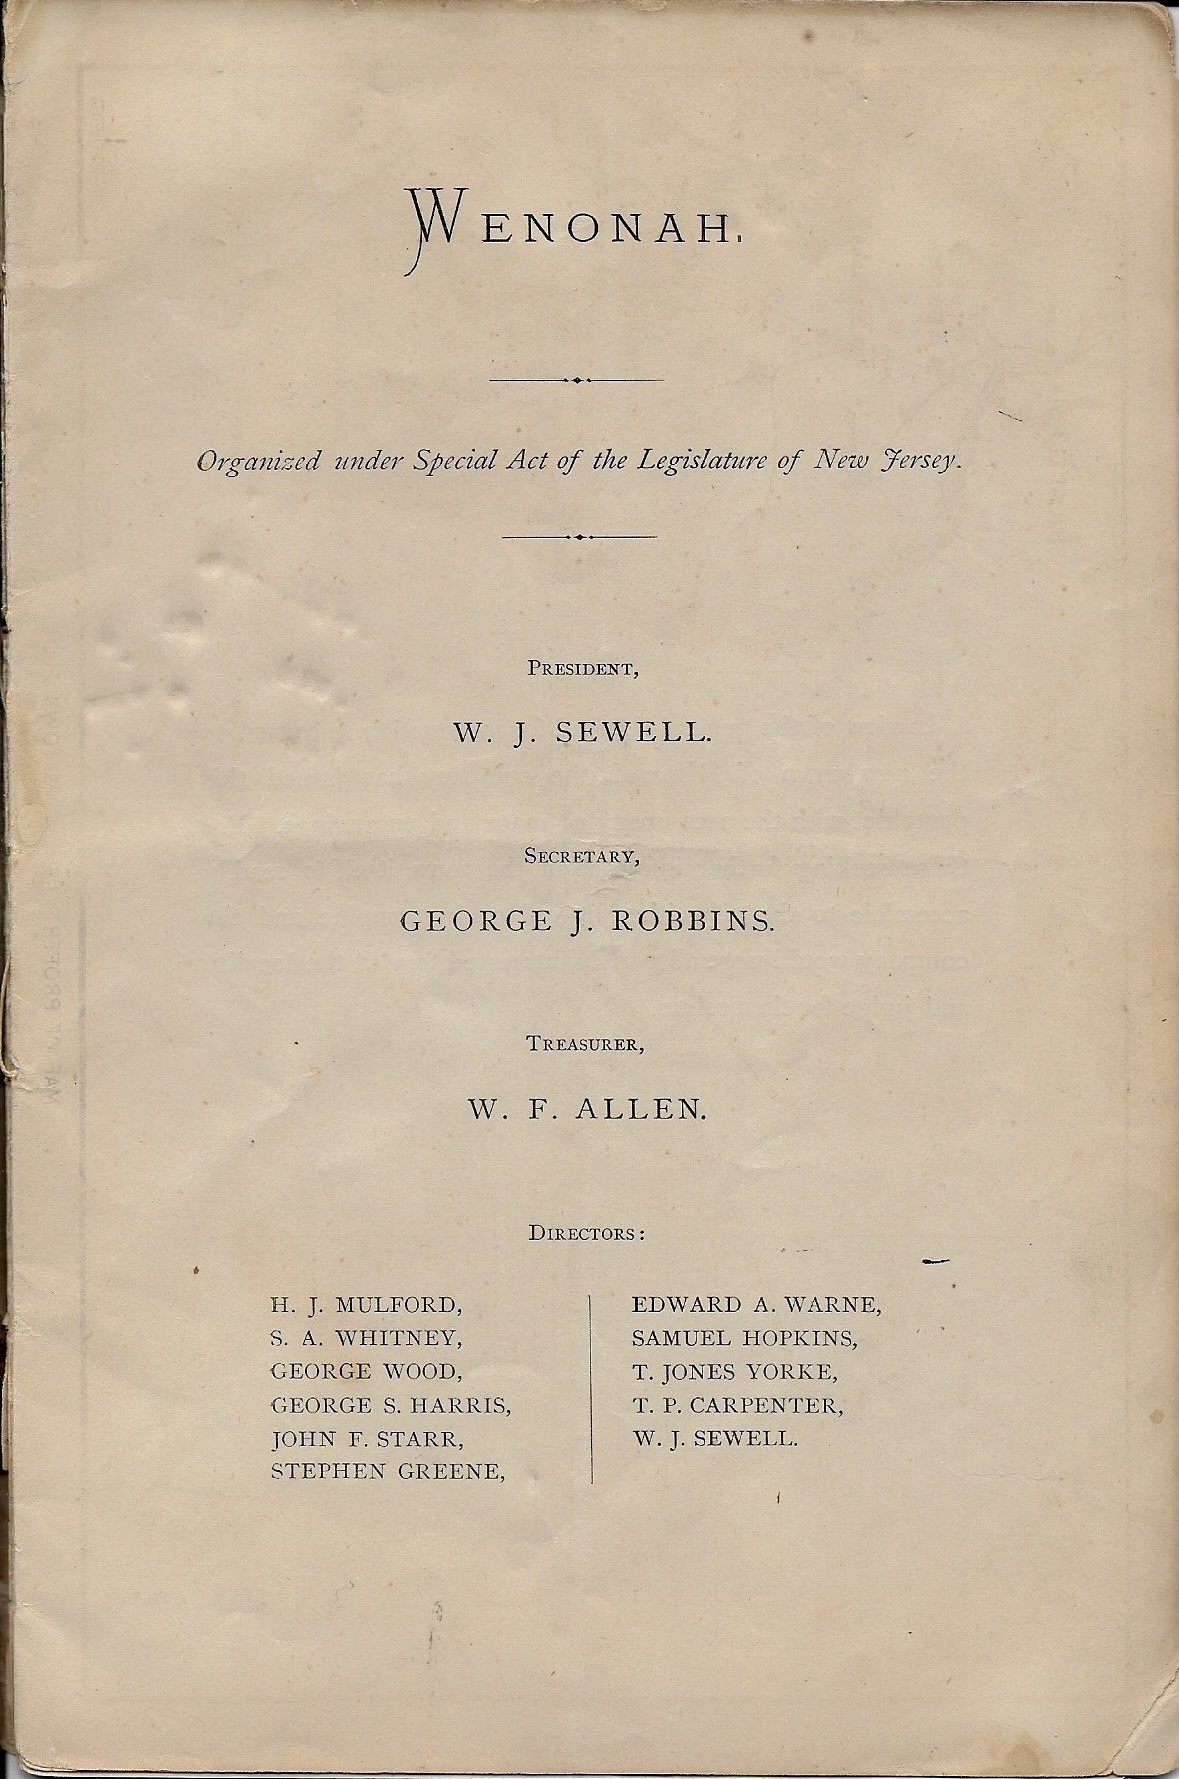 WENONAH.
Organized under Special Act of the Legislature of New Jersey.
PRESIDENT,
W. J. SEWELL.
SECRETARY,
GEORGE J. ROBBINS.
TREASURER,
W. F. ALLEN.
DIRECTORS:
H. J. MULFORD,
S. A. WHITNEY,
GEORGE WOOD,
GEORGE S. HARRIS,
JOHN F. STARR,
STEPHEN GREENE,
EDWARD A. WARNE,
SAMUEL HOPKINS,
T. JONES YORKE,
T. P. CARPENTER,
W. J. SEWELL.